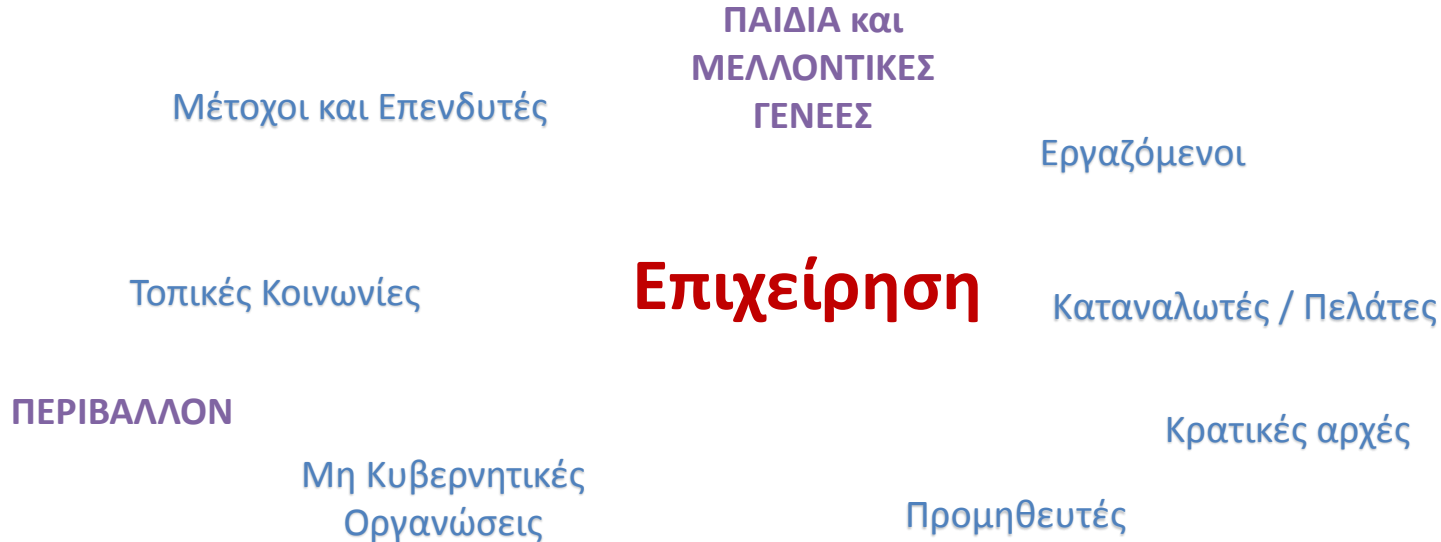 ΠΑΙΔΙΑ και
ΜΕΛΛΟΝΤΙΚΕΣ
ΓΕΝΕΕΣ
Μέτοχοι και Επενδυτές
Εργαζόμενοι
Τοπικές Κοινωνίες
Επιχείρηση
Καταναλωτές / Πελάτες
ΠΕΡΙΒΑΛΛΟΝ
Κρατικές αρχές
Μη Κυβερνητικές
Οργανώσεις
Προμηθευτές